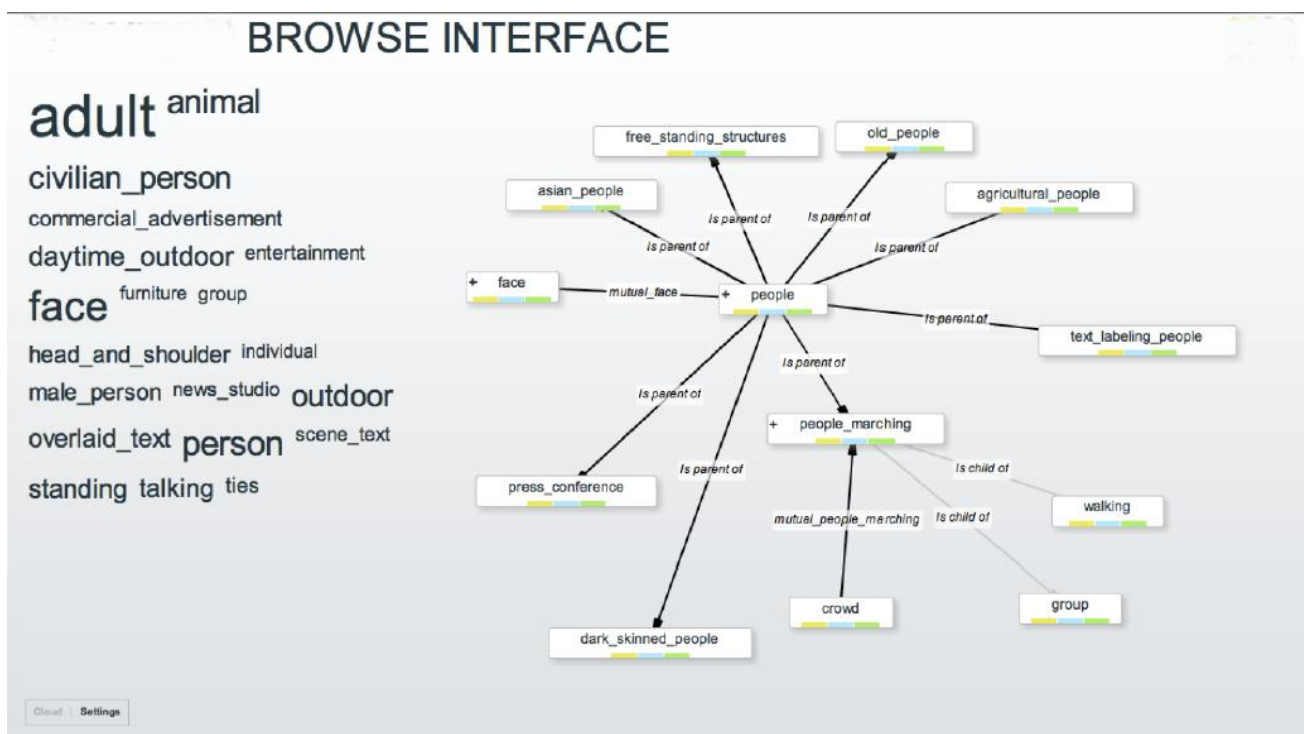 BROWSE INTERFACE
adult animal
civilian_person
commercial_advertisement
daytime_outdoor entertainment
face furniture group
head_and_shoulder individual
male_person news_studio outdoor
overlaid_text person scene_text
standing talking ties
free_standing_structures
old_people
asian_people
agricultural_people
Is parent of
Is parent of
Is parent of
Is parent of
+ face
mutual_face
+ people
Is parent of
text_labeling_people
Is parent of
Is parent of
+ people_marching
Is parent of
Is child of
press_conference
walking
mutual_people_marching
Is child of
crowd
group
dark_skinned_people
Cloud | Settings